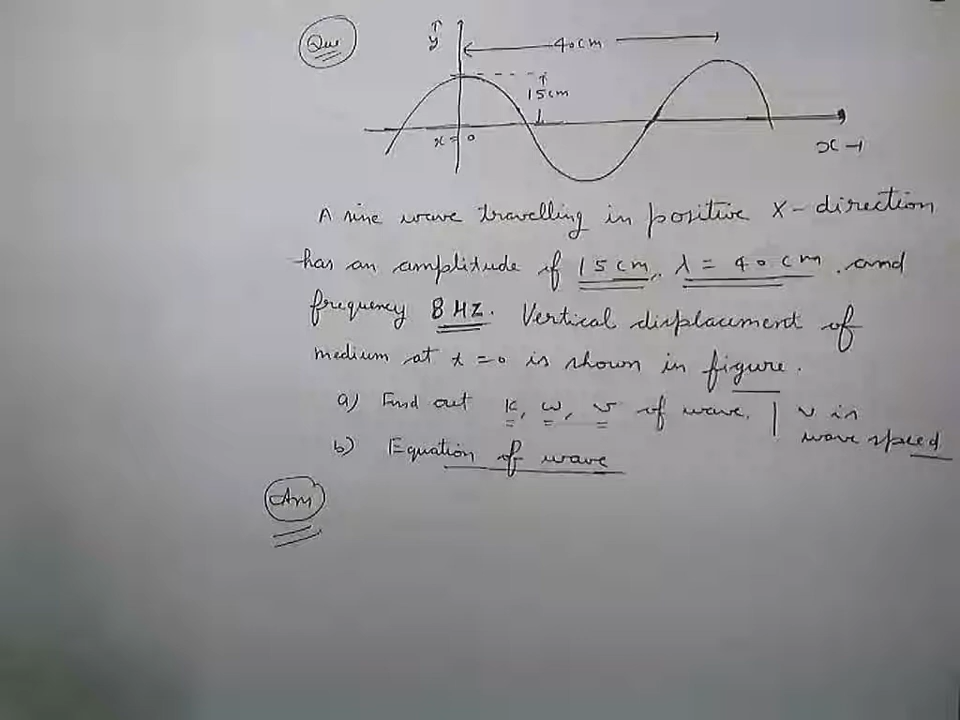 Que
y
40cm
15cm
x = 0
x →
A sine wave travelling in positive X-direction
has an amplitude of 15cm, λ = 40cm and
frequency 8 HZ. Vertical displacement of
medium at t = 0 is shown in figure.
a) Find out k, ω, v of wave. | v is
wave speed
b) Equation of wave
Ans